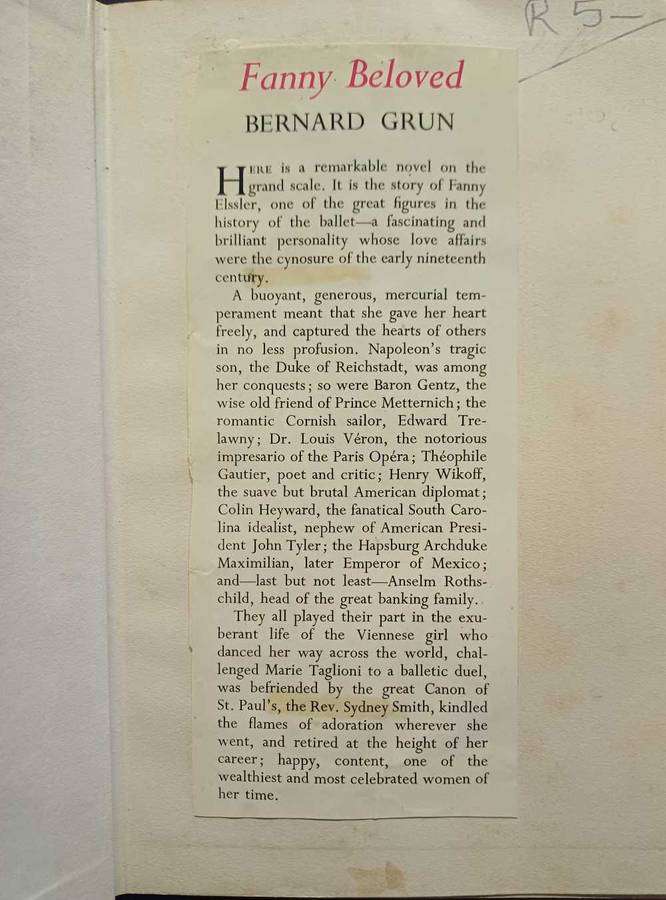 R 5—
Fanny Beloved
BERNARD GRUN
HERE is a remarkable novel on the
grand scale. It is the story of Fanny
Elssler, one of the great figures in the
history of the ballet—a fascinating and
brilliant personality whose love affairs
were the cynosure of the early nineteenth
century.
A buoyant, generous, mercurial tem-
perament meant that she gave her heart
freely, and captured the hearts of others
in no less profusion. Napoleon's tragic
son, the Duke of Reichstadt, was among
her conquests; so were Baron Gentz, the
wise old friend of Prince Metternich; the
romantic Cornish sailor, Edward Tre-
lawny; Dr. Louis Véron, the notorious
impresario of the Paris Opéra; Théophile
Gautier, poet and critic; Henry Wikoff,
the suave but brutal American diplomat;
Colin Heyward, the fanatical South Caro-
lina idealist, nephew of American Presi-
dent John Tyler; the Hapsburg Archduke
Maximilian, later Emperor of Mexico;
and—last but not least—Anselm Roths-
child, head of the great banking family.
They all played their part in the exu-
berant life of the Viennese girl who
danced her way across the world, chal-
lenged Marie Taglioni to a balletic duel,
was befriended by the great Canon of
St. Paul's, the Rev. Sydney Smith, kindled
the flames of adoration wherever she
went, and retired at the height of her
career; happy, content, one of the
wealthiest and most celebrated women of
her time.